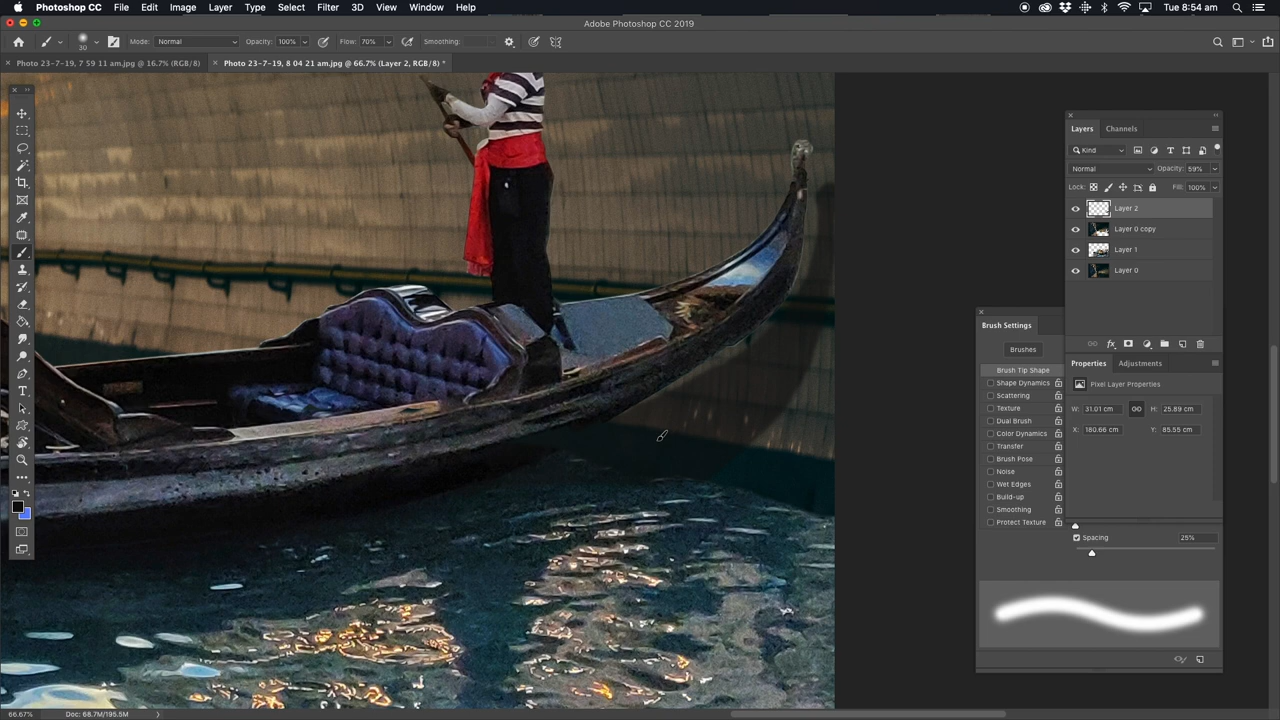 Photoshop CC File Edit Image Layer Type Select Filter 3D View Window Help Tue 8:54 am
Adobe Photoshop CC 2019
30 Mode: Normal Opacity: 100% Flow: 70% Smoothing:
Photo 23-7-19, 7 59 11 am.jpg @ 16.7% (RGB/8) Photo 23-7-19, 8 04 21 am.jpg @ 66.7% (Layer 2, RGB/8) *
Layers Channels
Kind
Normal Opacity: 59%
Lock: Fill: 100%
Layer 2
Layer 0 copy
Layer 1
Layer 0
Brush Settings
Brushes
Brush Tip Shape
Shape Dynamics
Scattering
Texture
Dual Brush
Color Dynamics
Transfer
Brush Pose
Noise
Wet Edges
Build-up
Smoothing
Protect Texture
fx
Properties Adjustments
Pixel Layer Properties
W: 31.01 cm H: 25.89 cm
X: 180.66 cm Y: 85.55 cm
Spacing 25%
66.67% Doc: 68.7M/195.5M